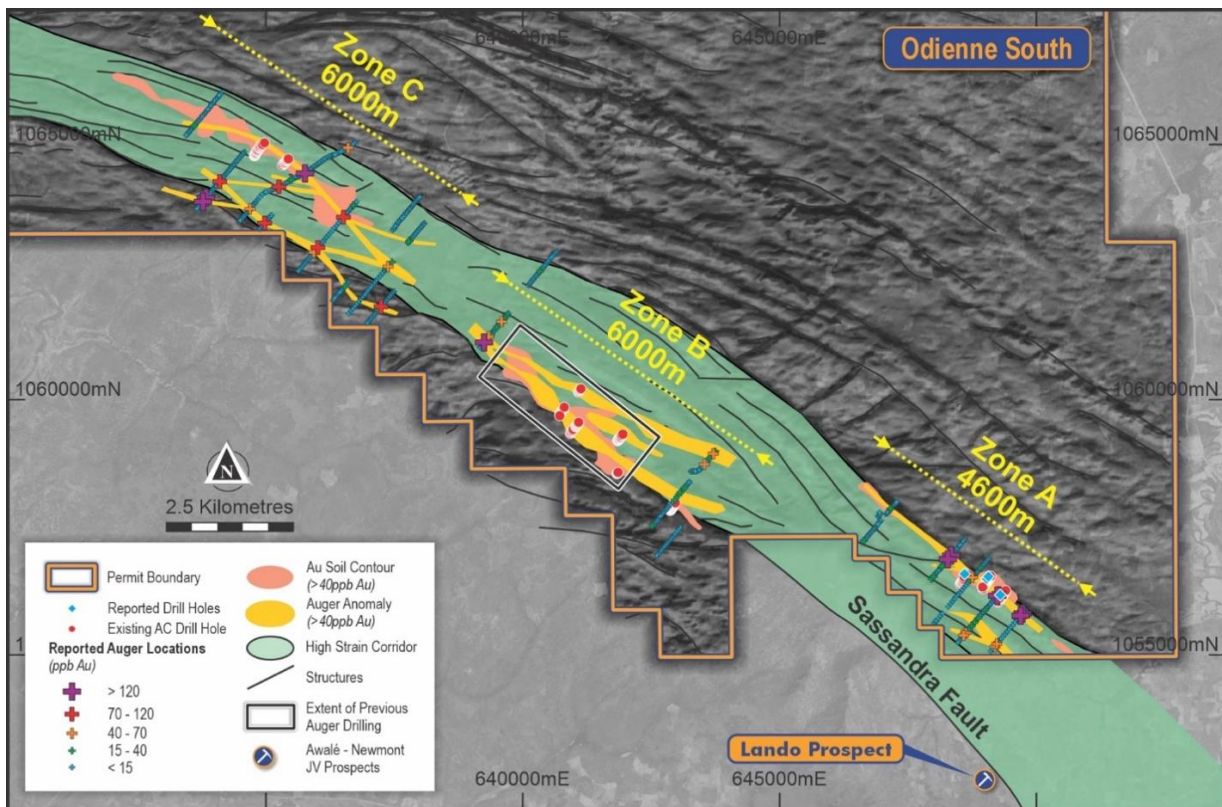 Odienne South
640000mE
645000mE
Zone C
6000m
1065000mN
1065000mN
Zone B
6000m
1060000mN
1060000mN
Zone A
4600m
N
2.5 Kilometres
Permit Boundary
Reported Drill Holes
Existing AC Drill Hole
Reported Auger Locations
(ppb Au)
> 120
70 - 120
40 - 70
15 - 40
< 15
Au Soil Contour
(>40ppb Au)
Auger Anomaly
(>40ppb Au)
High Strain Corridor
Structures
Extent of Previous
Auger Drilling
Awalé - Newmont
JV Prospects
1055000mN
Sassandra Fault
Lando Prospect
640000mE
645000mE